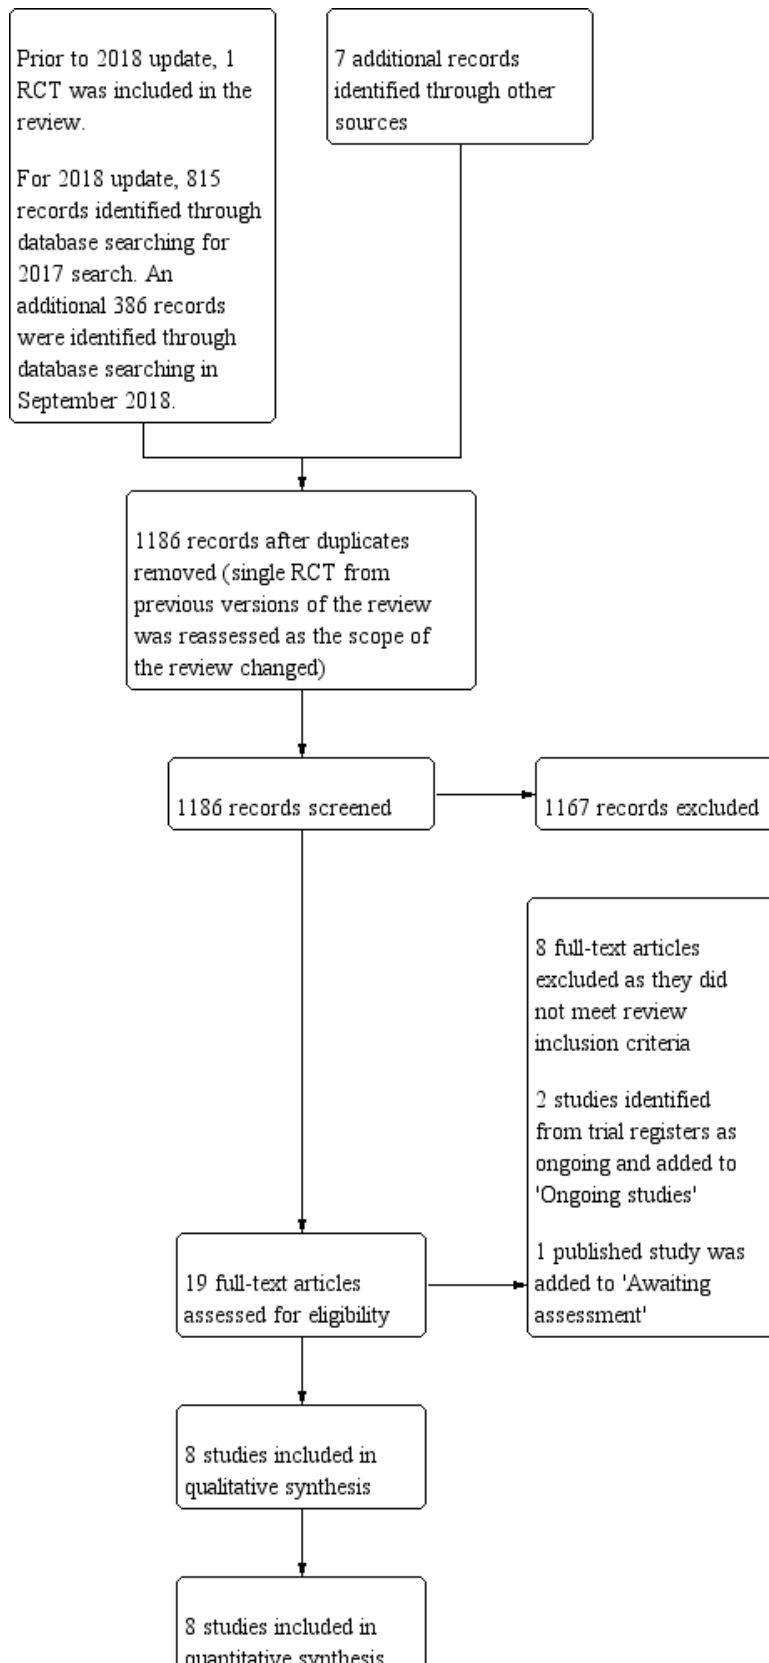 Prior to 2018 update, 1
RCT was included in the
review.
For 2018 update, 815
records identified through
database searching for
2017 search. An
additional 386 records
were identified through
database searching in
September 2018.
7 additional records
identified through other
sources
1186 records after duplicates
removed (single RCT from
previous versions of the review
was reassessed as the scope of
the review changed)
1186 records screened
1167 records excluded
8 full-text articles
excluded as they did
not meet review
inclusion criteria
2 studies identified
from trial registers as
ongoing and added to
'Ongoing studies'
1 published study was
added to 'Awaiting
assessment'
19 full-text articles
assessed for eligibility
8 studies included in
qualitative synthesis
8 studies included in
quantitative synthesis